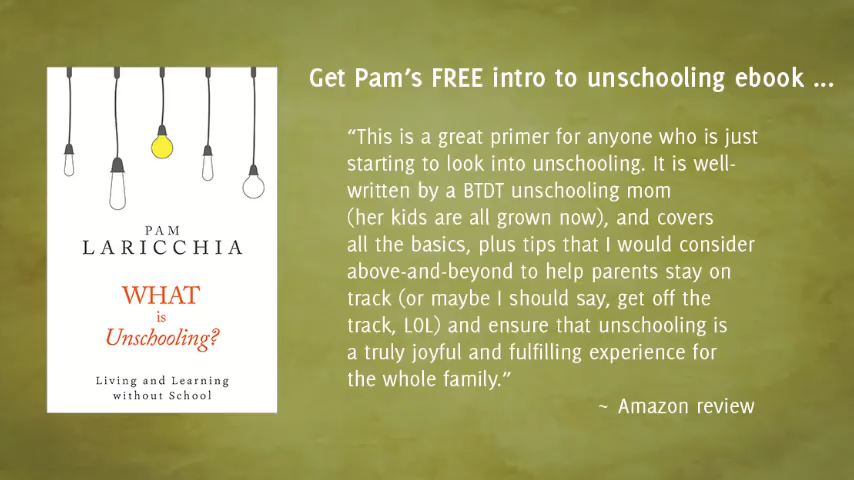 Get Pam's FREE intro to unschooling ebook ...
PAM
LARICCHIA
WHAT
is
Unschooling?
Living and Learning
without School
“This is a great primer for anyone who is just
starting to look into unschooling. It is well-
written by a BTDT unschooling mom
(her kids are all grown now), and covers
all the basics, plus tips that I would consider
above-and-beyond to help parents stay on
track (or maybe I should say, get off the
track, LOL) and ensure that unschooling is
a truly joyful and fulfilling experience for
the whole family.”
~ Amazon review